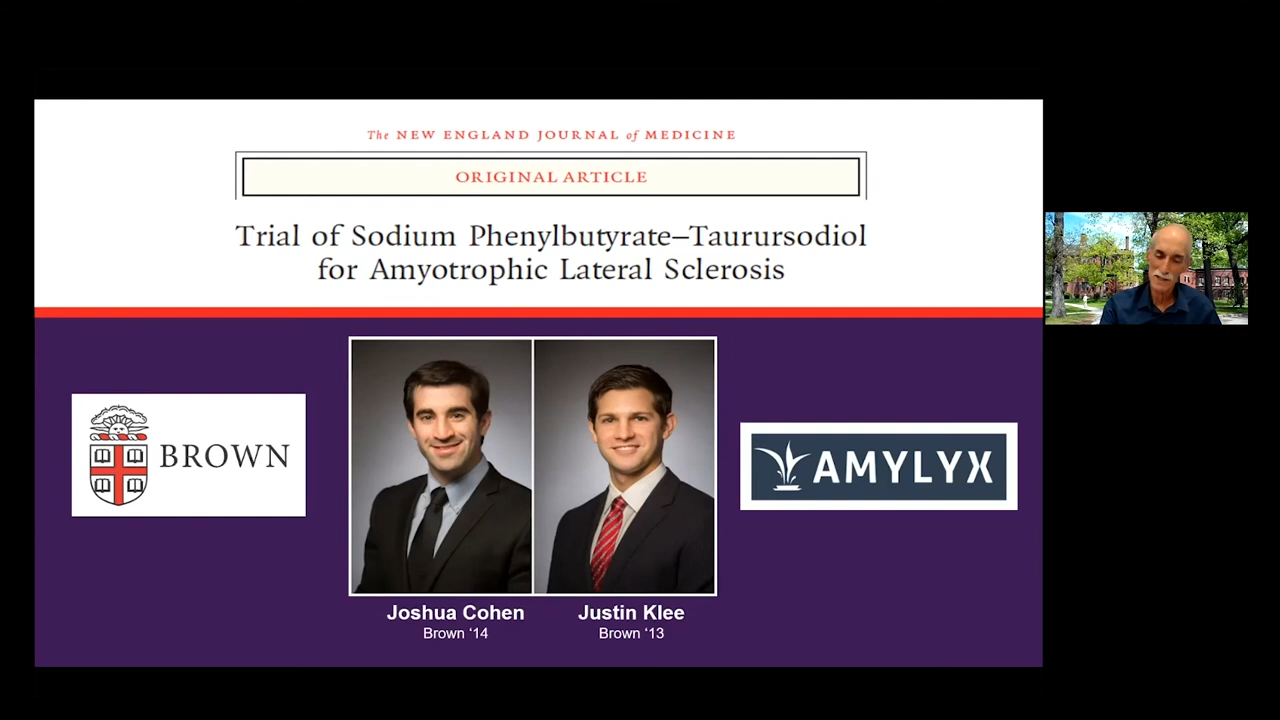 The NEW ENGLAND JOURNAL of MEDICINE
ORIGINAL ARTICLE
Trial of Sodium Phenylbutyrate–Taurursodiol
for Amyotrophic Lateral Sclerosis
BROWN
AMYLYX
Joshua Cohen
Brown ‘14
Justin Klee
Brown ‘13